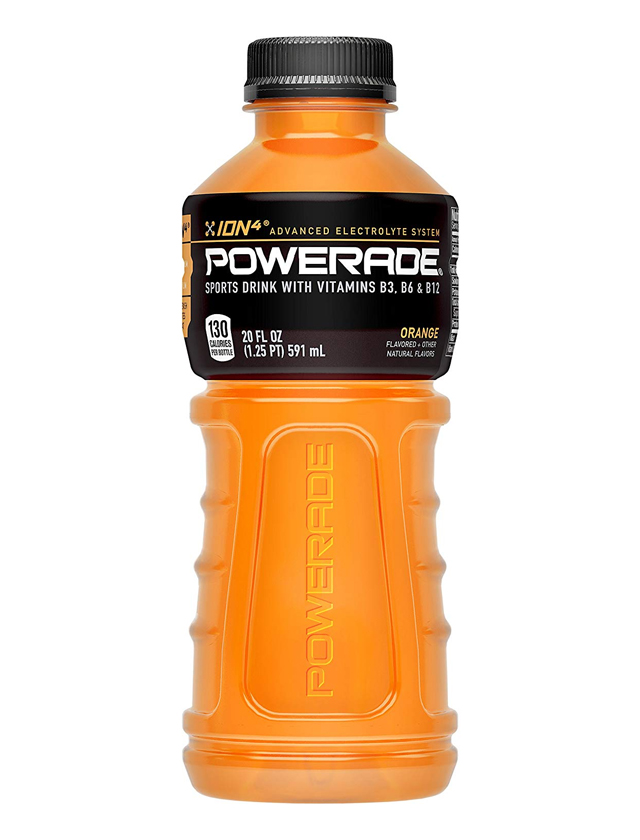 ION4® ADVANCED ELECTROLYTE SYSTEM
POWERADE®
SPORTS DRINK WITH VITAMINS B3, B6 & B12
130
CALORIES
PER BOTTLE
20 FL OZ
(1.25 PT) 591 mL
ORANGE
FLAVORED + OTHER
NATURAL FLAVORS
POWERADE